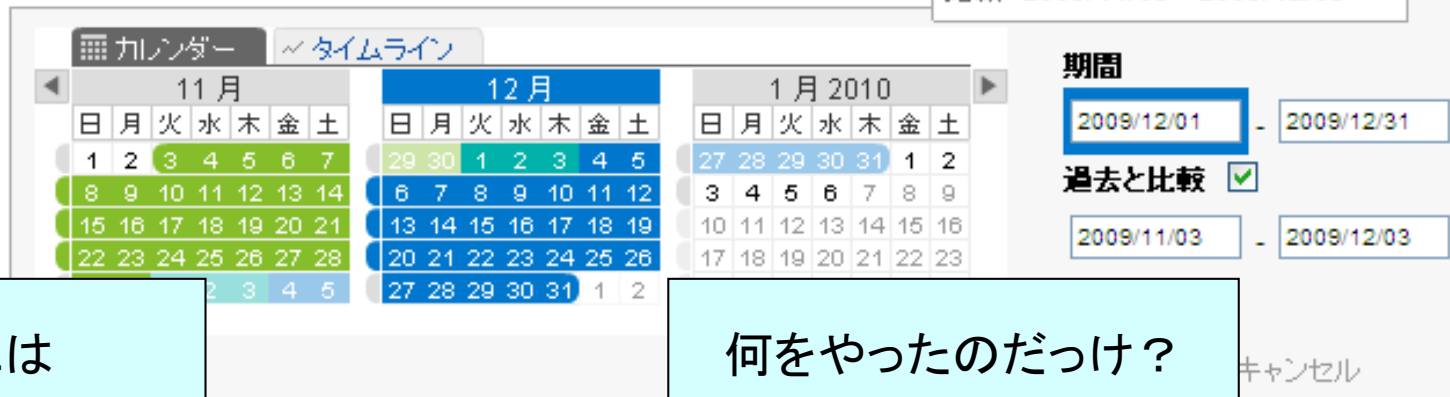 カレンダー タイムライン
11 月 12 月 1 月 2010
日 月 火 水 木 金 土 日 月 火 水 木 金 土 日 月 火 水 木 金 土
1 2 3 4 5 6 7 29 30 1 2 3 4 5 27 28 29 30 31 1 2
8 9 10 11 12 13 14 6 7 8 9 10 11 12 3 4 5 6 7 8 9
15 16 17 18 19 20 21 13 14 15 16 17 18 19 10 11 12 13 14 15 16
22 23 24 25 26 27 28 20 21 22 23 24 25 26 17 18 19 20 21 22 23
2 3 4 5 27 28 29 30 31 1 2
期間
2009/12/01 - 2009/12/31
過去と比較
2009/11/03 - 2009/12/03
は
何をやったのだっけ？
キャンセル